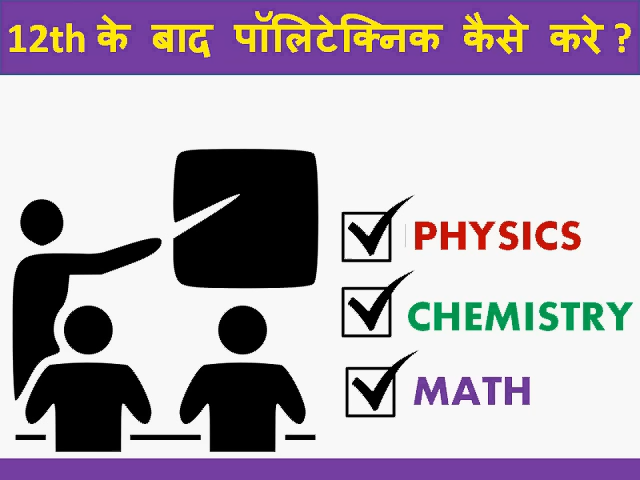 12th के बाद पॉलिटेक्निक कैसे करे ?
PHYSICS
CHEMISTRY
MATH